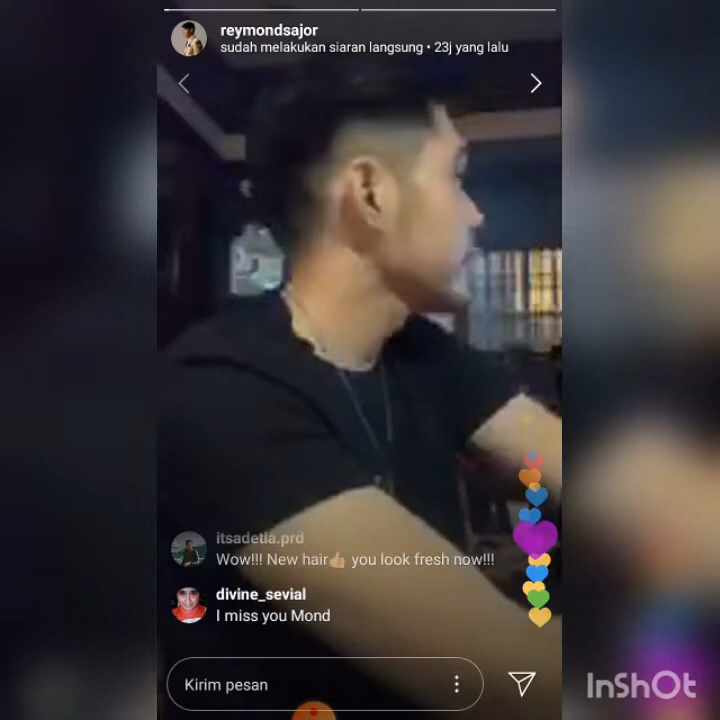 reymondsajor
sudah melakukan siaran langsung • 23j yang lalu
itsadetia.prd
Wow!!! New hair👍🏼 you look fresh now!!!
divine_sevial
I miss you Mond
Kirim pesan
InShOt